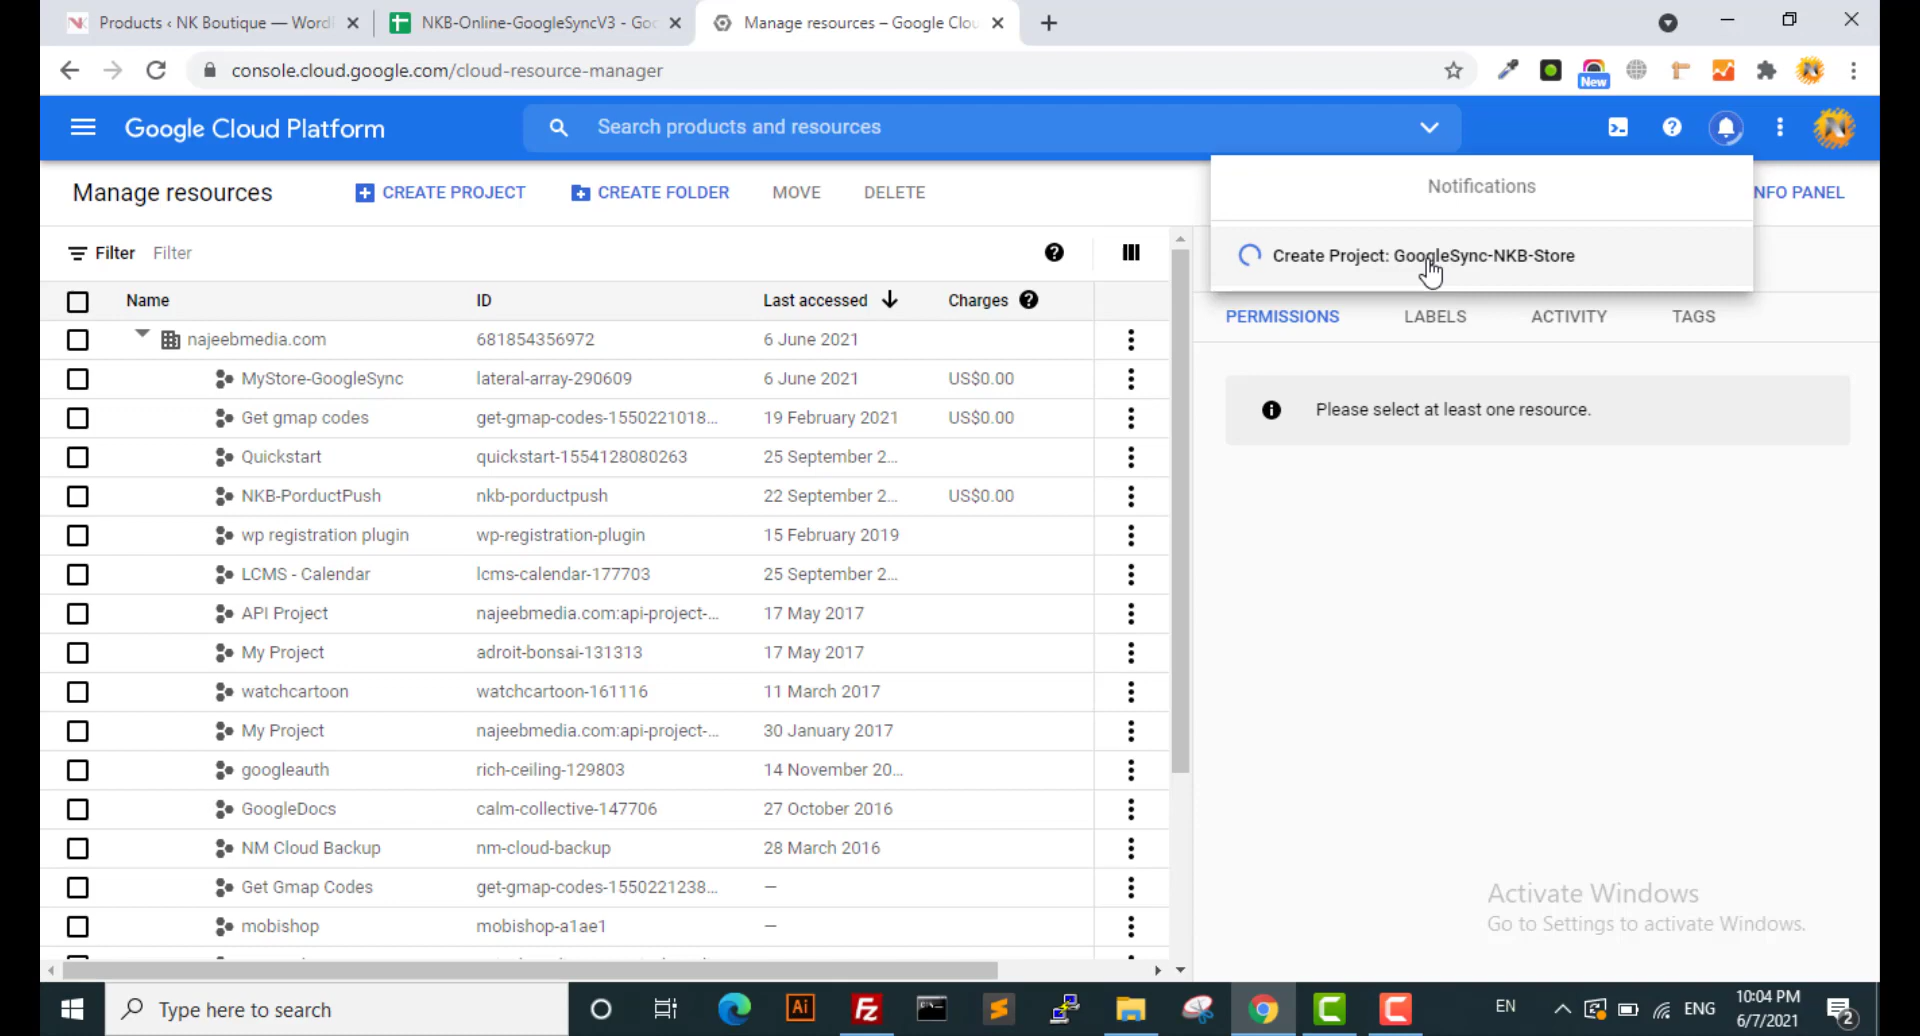 Products ‹ NK Boutique — Word
NKB-Online-GoogleSyncV3 - Goo
Manage resources – Google Clou
console.cloud.google.com/cloud-resource-manager
New
Google Cloud Platform
Search products and resources
Manage resources
CREATE PROJECT
CREATE FOLDER
MOVE
DELETE
NFO PANEL
Notifications
Create Project: GoogleSync-NKB-Store
Filter Filter
Name ID Last accessed Charges
najeebmedia.com 681854356972 6 June 2021
MyStore-GoogleSync lateral-array-290609 6 June 2021 US$0.00
Get gmap codes get-gmap-codes-1550221018... 19 February 2021 US$0.00
Quickstart quickstart-1554128080263 25 September 2...
NKB-PorductPush nkb-porductpush 22 September 2... US$0.00
wp registration plugin wp-registration-plugin 15 February 2019
LCMS - Calendar lcms-calendar-177703 25 September 2...
API Project najeebmedia.com:api-project-... 17 May 2017
My Project adroit-bonsai-131313 17 May 2017
watchcartoon watchcartoon-161116 11 March 2017
My Project najeebmedia.com:api-project-... 30 January 2017
googleauth rich-ceiling-129803 14 November 20...
GoogleDocs calm-collective-147706 27 October 2016
NM Cloud Backup nm-cloud-backup 28 March 2016
Get Gmap Codes get-gmap-codes-1550221238... —
mobishop mobishop-a1ae1 —
PERMISSIONS LABELS ACTIVITY TAGS
Please select at least one resource.
Activate Windows
Go to Settings to activate Windows.
Type here to search
Ai
Fz
EN
ENG
10:04 PM
6/7/2021
2